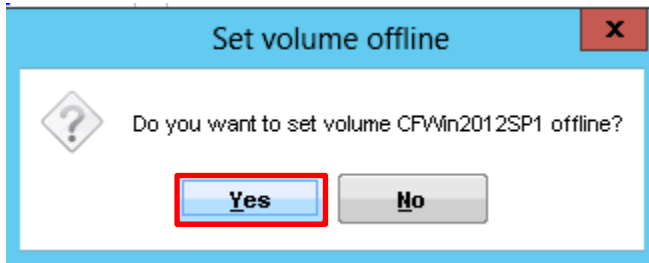 Set volume offline
x
Do you want to set volume CFWin2012SP1 offline?
Yes
No